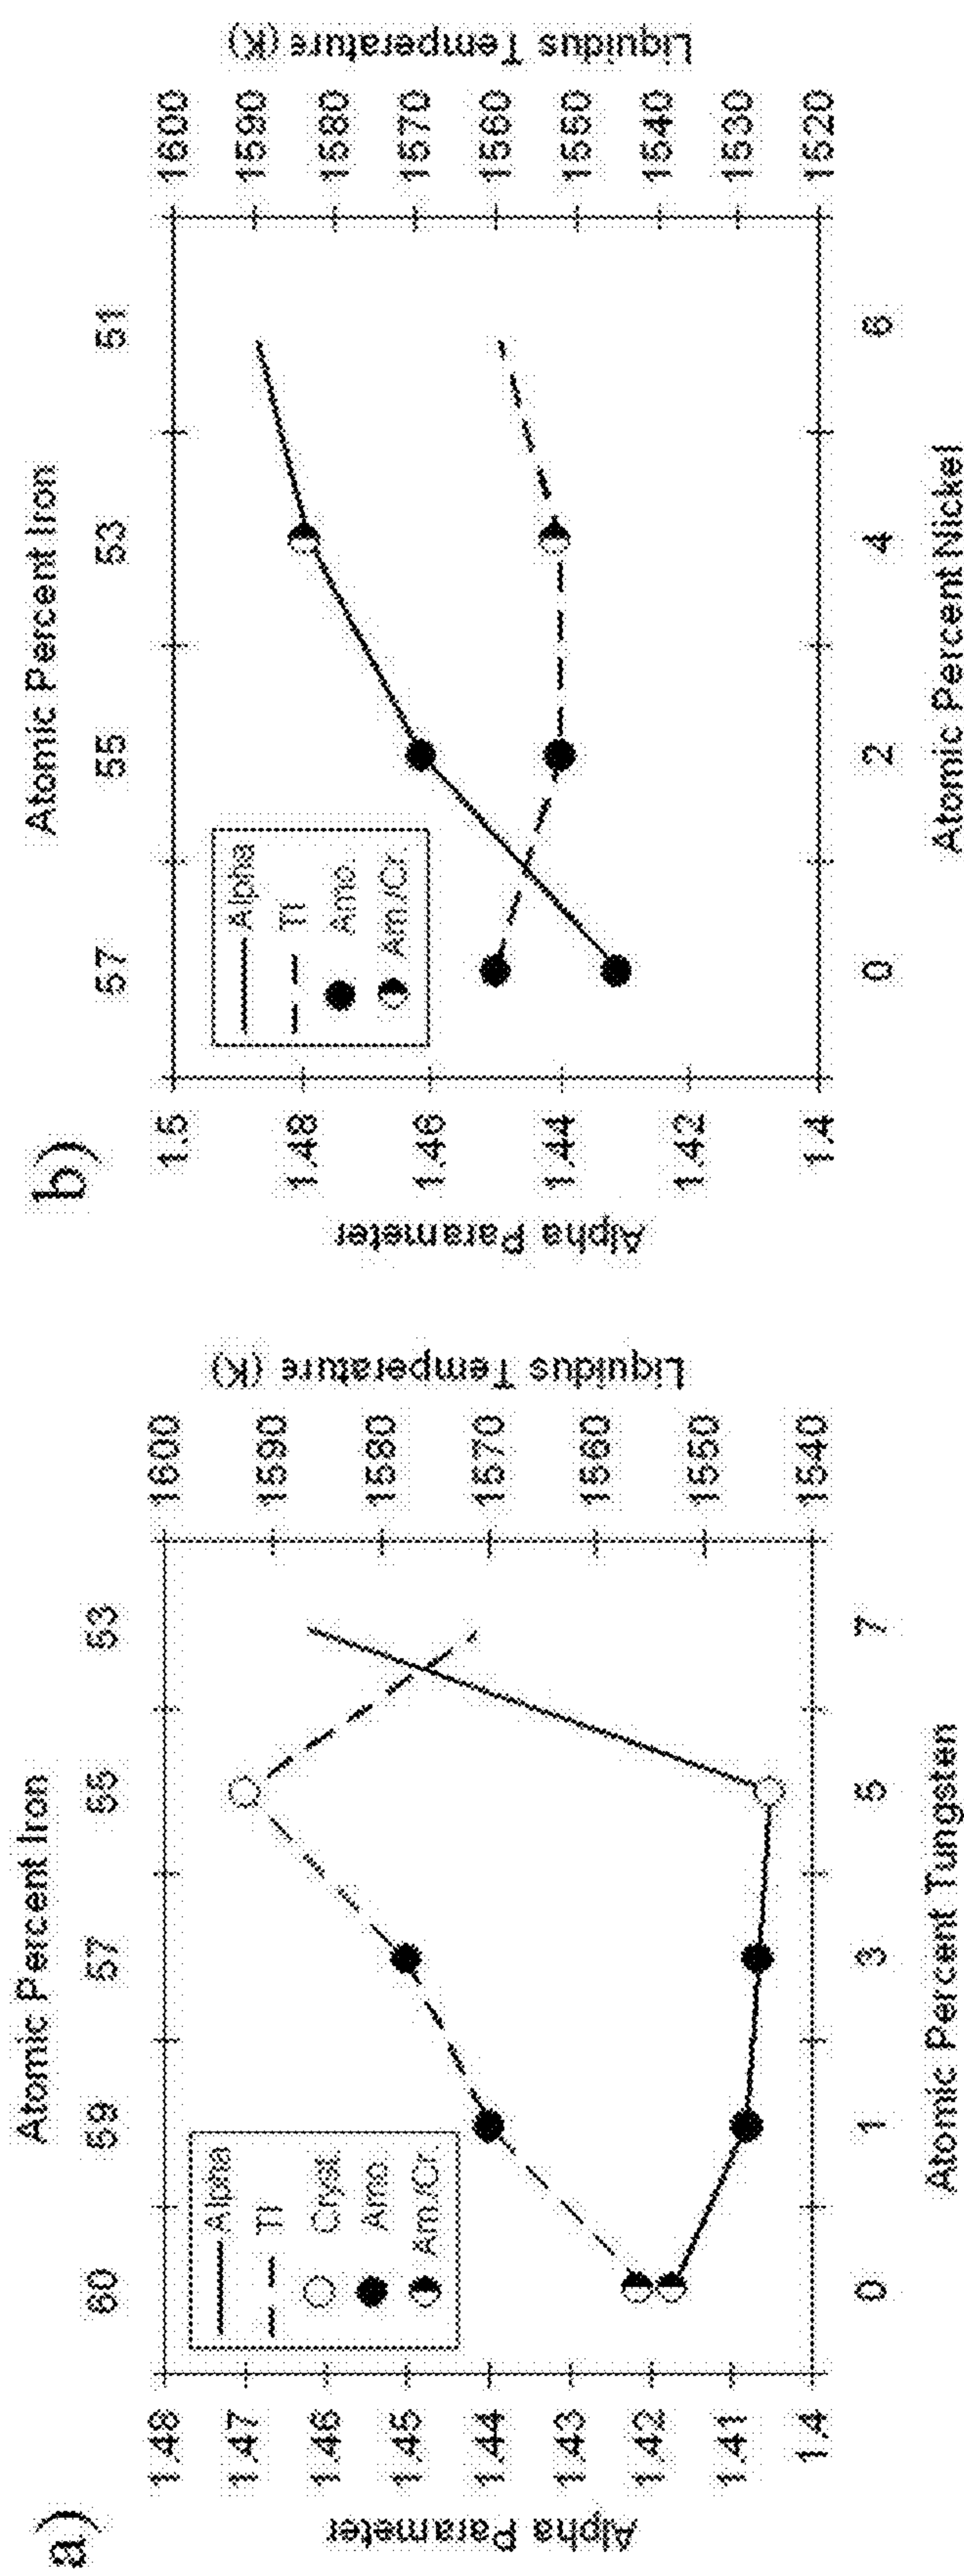 a)
Atomic Percent Iron
60 59 57 55 53
Alpha Parameter
1.48
1.47
1.46
1.45
1.44
1.43
1.42
1.41
1.4
Alpha
Tl
Cryst.
Amo.
Am./Cr.
1600
1590
1580
1570
1560
1550
1540
Liquidus Temperature (K)
0 1 3 5 7
Atomic Percent Tungsten
b)
Atomic Percent Iron
57 55 53 51
Alpha Parameter
1.5
1.48
1.46
1.44
1.42
1.4
Alpha
Tl
Amo.
Am./Cr.
1600
1590
1580
1570
1560
1550
1540
1530
1520
Liquidus Temperature (K)
0 2 4 6
Atomic Percent Nickel